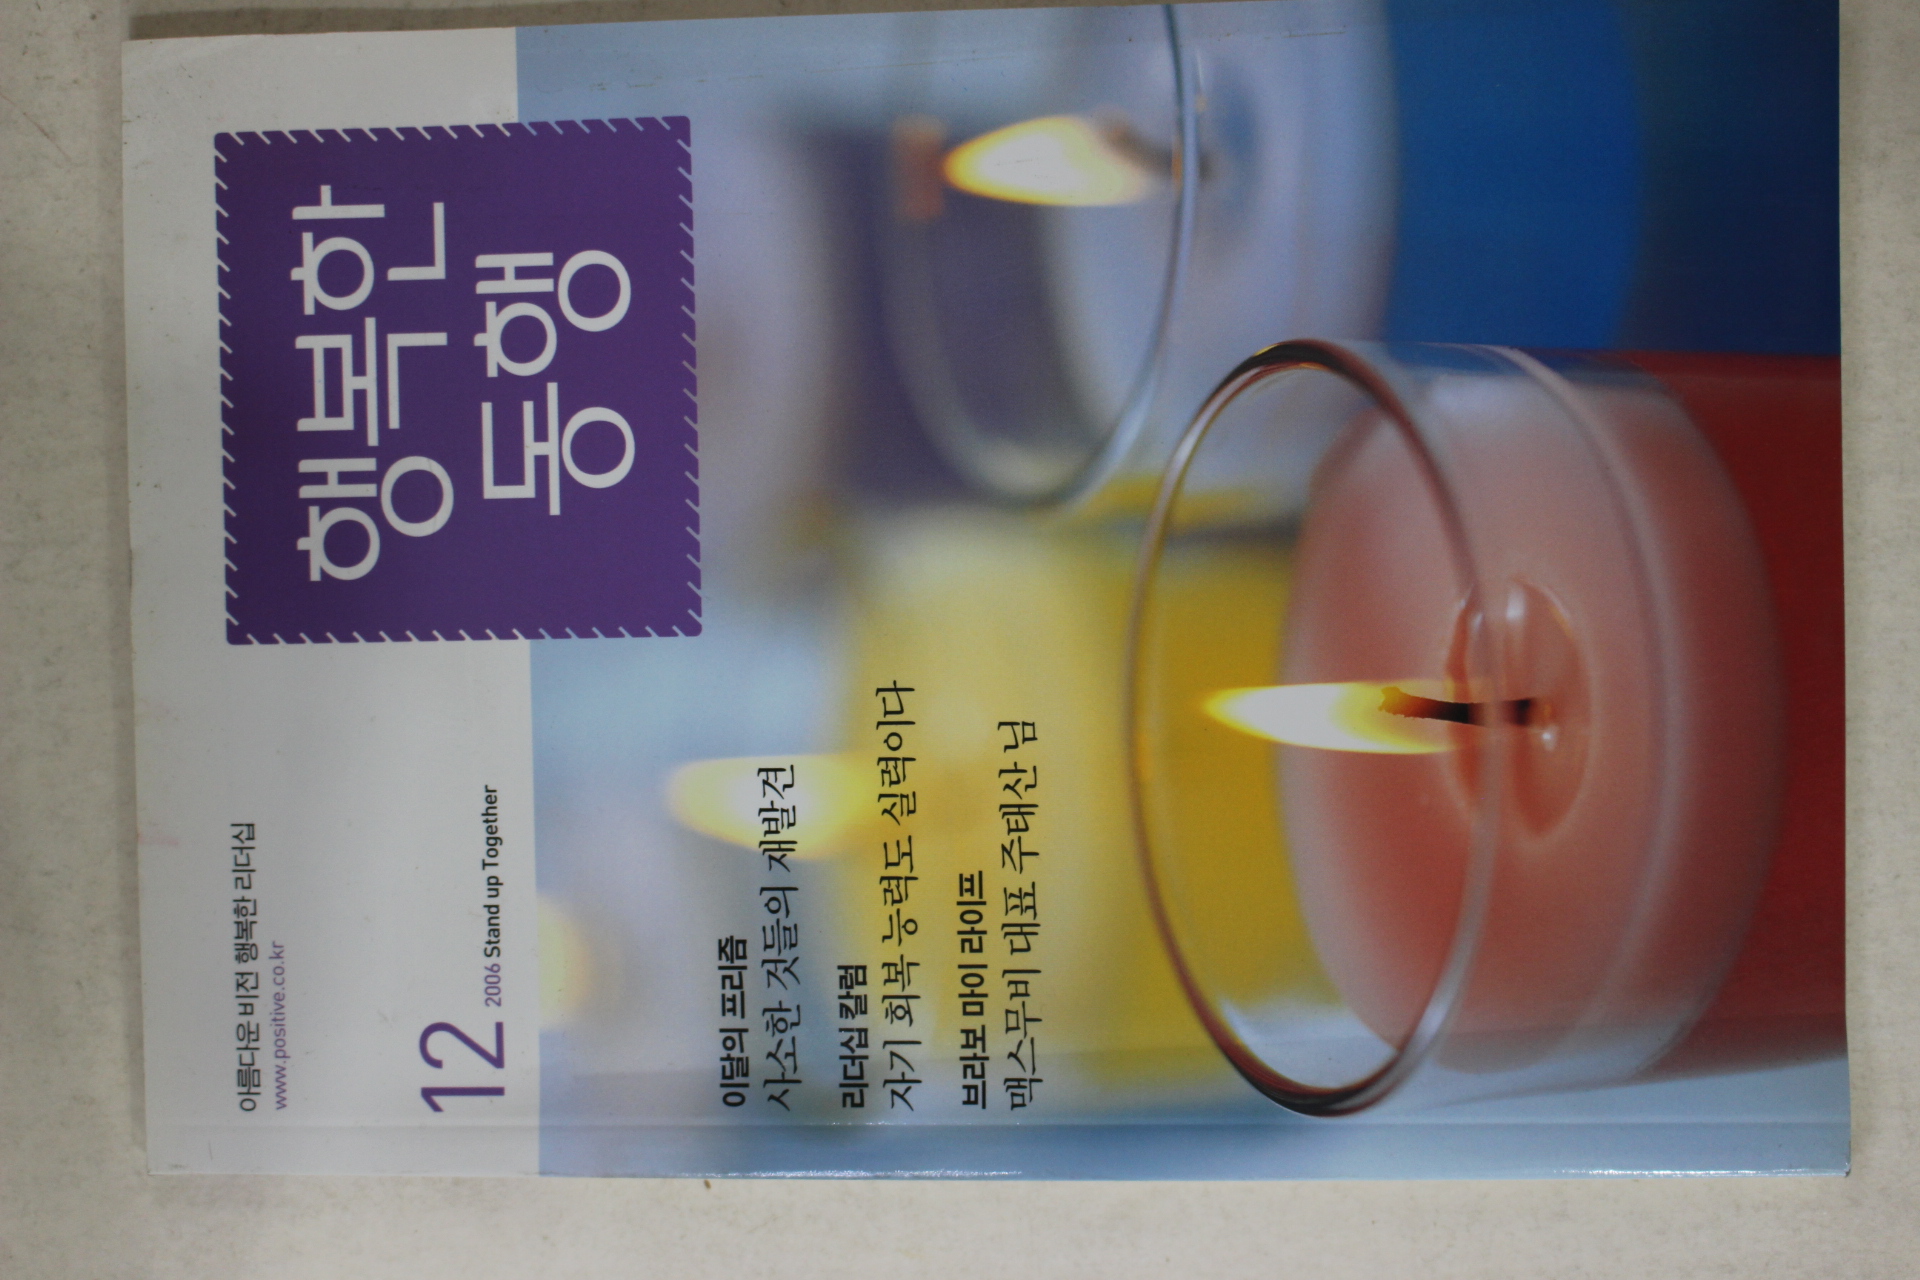 아름다운 비전 행복한 리더십
www.positive.co.kr
행복한
동행
12 2006 Stand up Together
이달의 프리즘
사소한 것들의 재발견
리더십 칼럼
자기 회복 능력도 실력이다
브라보 마이 라이프
맥스무비 대표 주태산 님